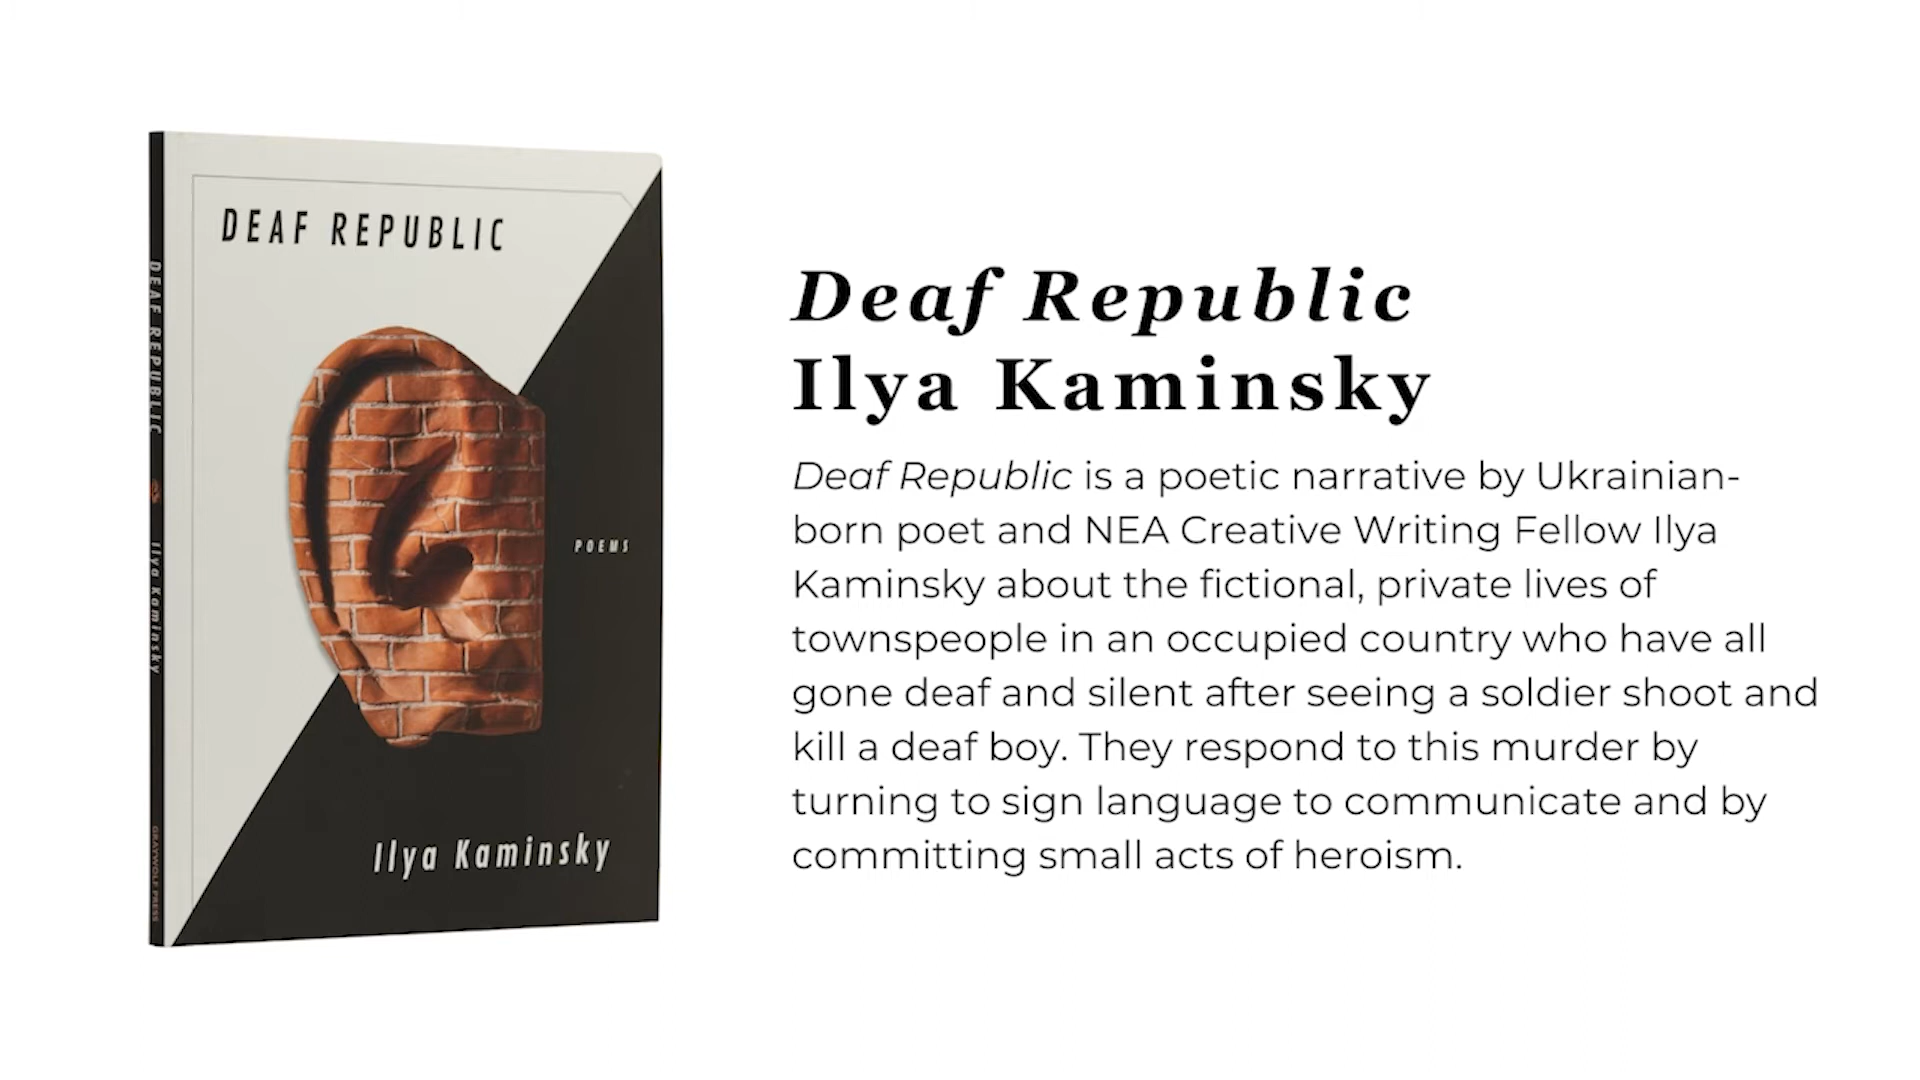 DEAF REPUBLIC
POEMS
Ilya Kaminsky
DEAF REPUBLIC
Ilya Kaminsky
GRAYWOLF PRESS
Deaf Republic
Ilya Kaminsky
Deaf Republic is a poetic narrative by Ukrainian-
born poet and NEA Creative Writing Fellow Ilya
Kaminsky about the fictional, private lives of
townspeople in an occupied country who have all
gone deaf and silent after seeing a soldier shoot and
kill a deaf boy. They respond to this murder by
turning to sign language to communicate and by
committing small acts of heroism.